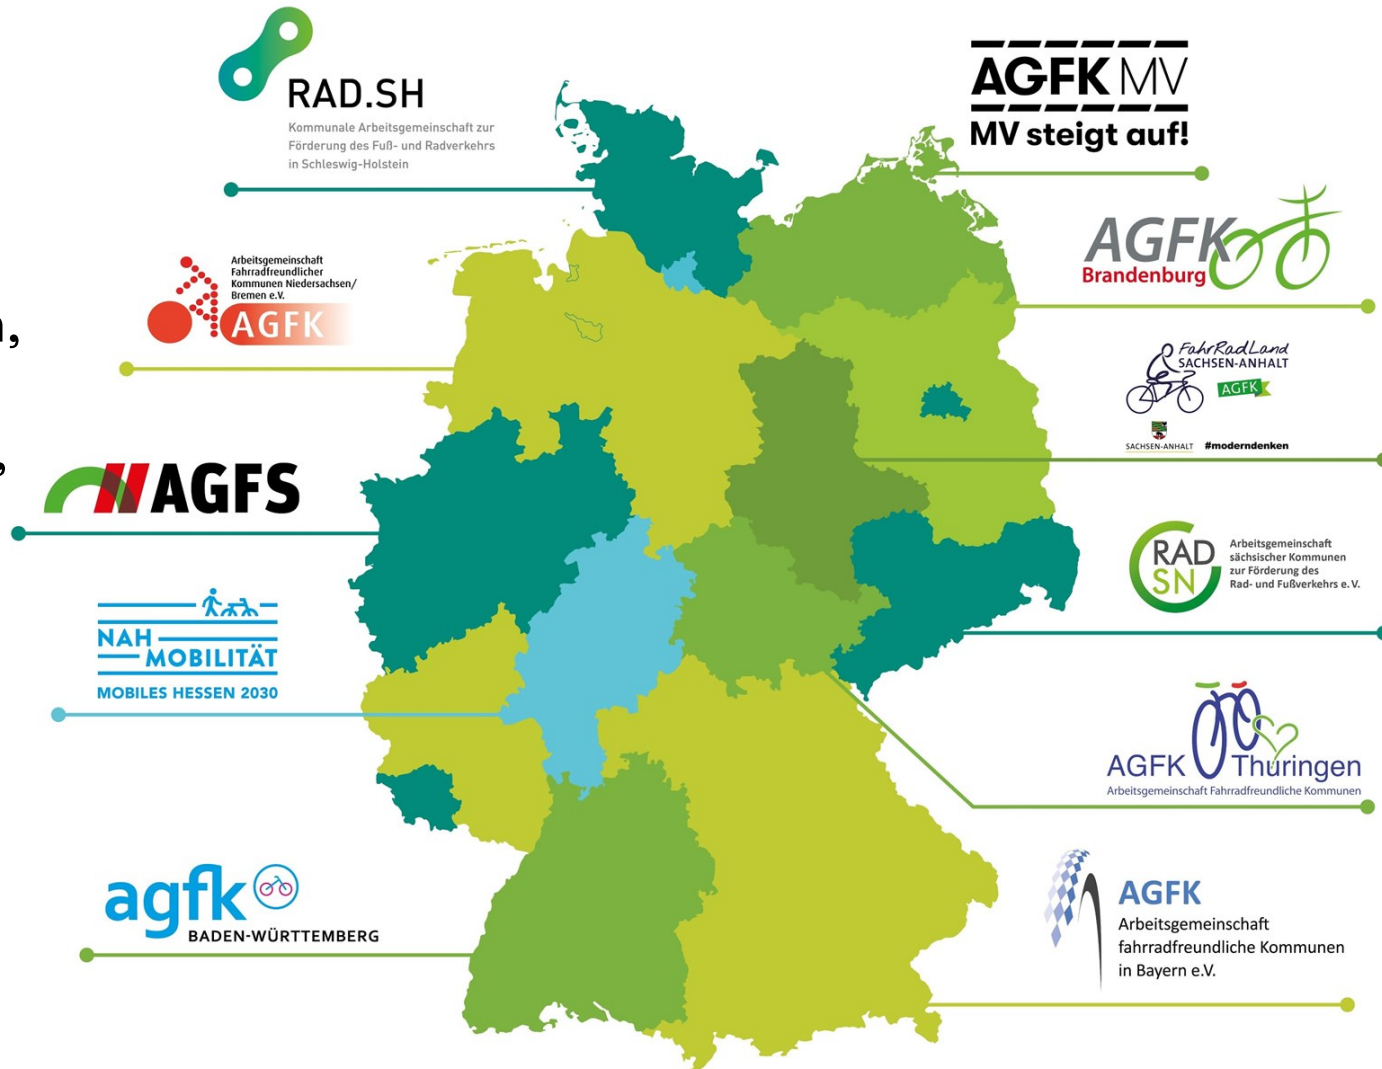 RAD.SH
Kommunale Arbeitsgemeinschaft zur
Förderung des Fuß- und Radverkehrs
in Schleswig-Holstein
AGFK MV
MV steigt auf!
Arbeitsgemeinschaft
Fahrradfreundlicher
Kommunen Niedersachsen/
Bremen e.V.
AGFK
AGFK
Brandenburg
FahrRadLand
SACHSEN-ANHALT
AGFK
SACHSEN-ANHALT #moderndenken
AGFS
RAD
SN
Arbeitsgemeinschaft
sächsischer Kommunen
zur Förderung des
Rad- und Fußverkehrs e. V.
NAH
MOBILITÄT
MOBILES HESSEN 2030
AGFK Thüringen
Arbeitsgemeinschaft Fahrradfreundliche Kommunen
agfk
BADEN-WÜRTTEMBERG
AGFK
Arbeitsgemeinschaft
fahrradfreundliche Kommunen
in Bayern e.V.